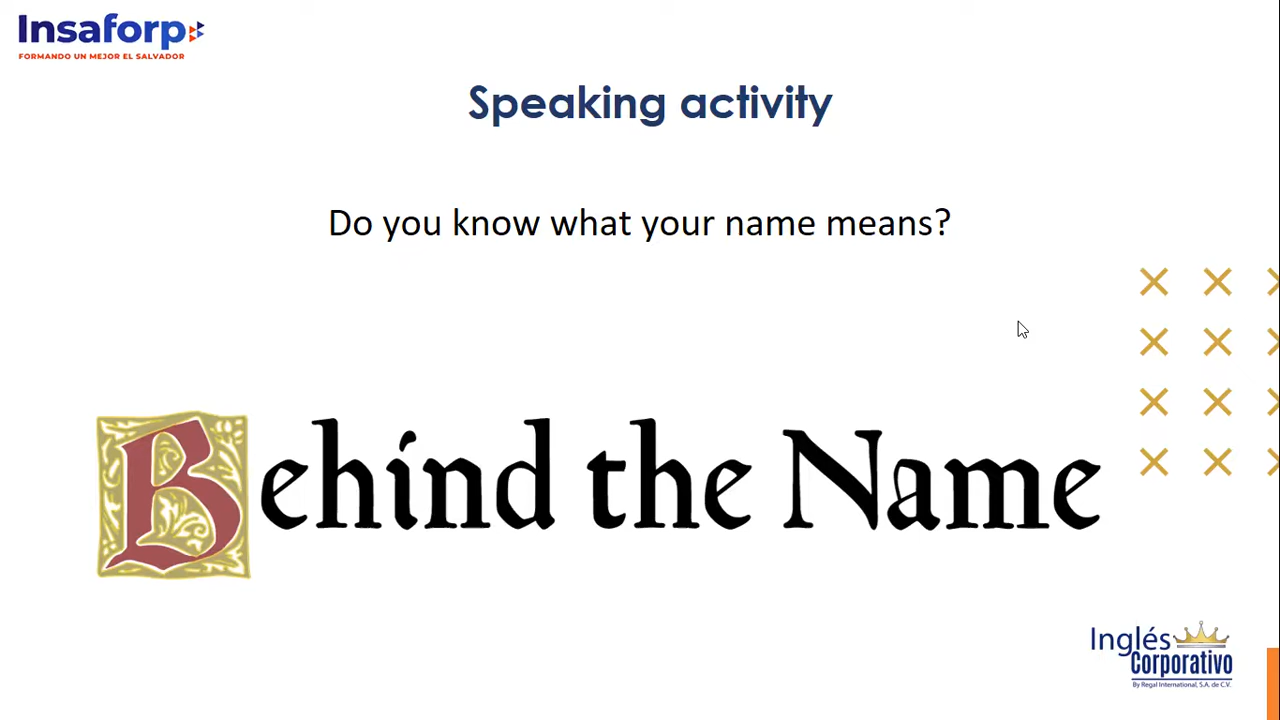 Insaforp
FORMANDO UN MEJOR EL SALVADOR
Speaking activity
Do you know what your name means?
Behind the Name
Inglés
Corporativo
By Regal International, S.A. de C.V.